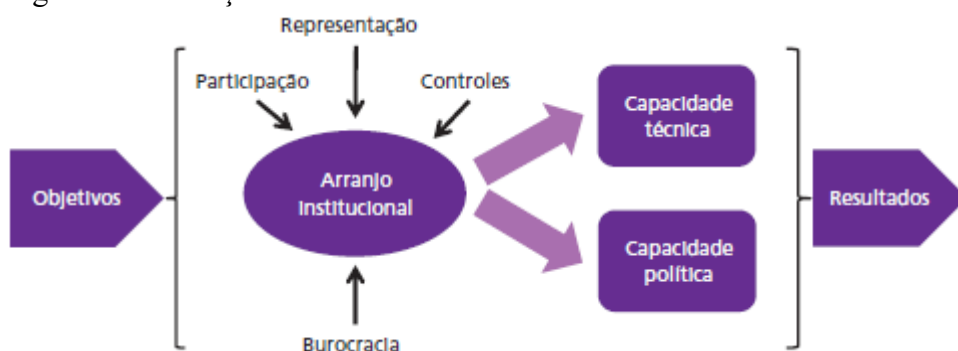 Representação
Participação
Controles
Capacidade
técnica
Arranjo
institucional
Objetivos
Resultados
Capacidade
política
Burocracia